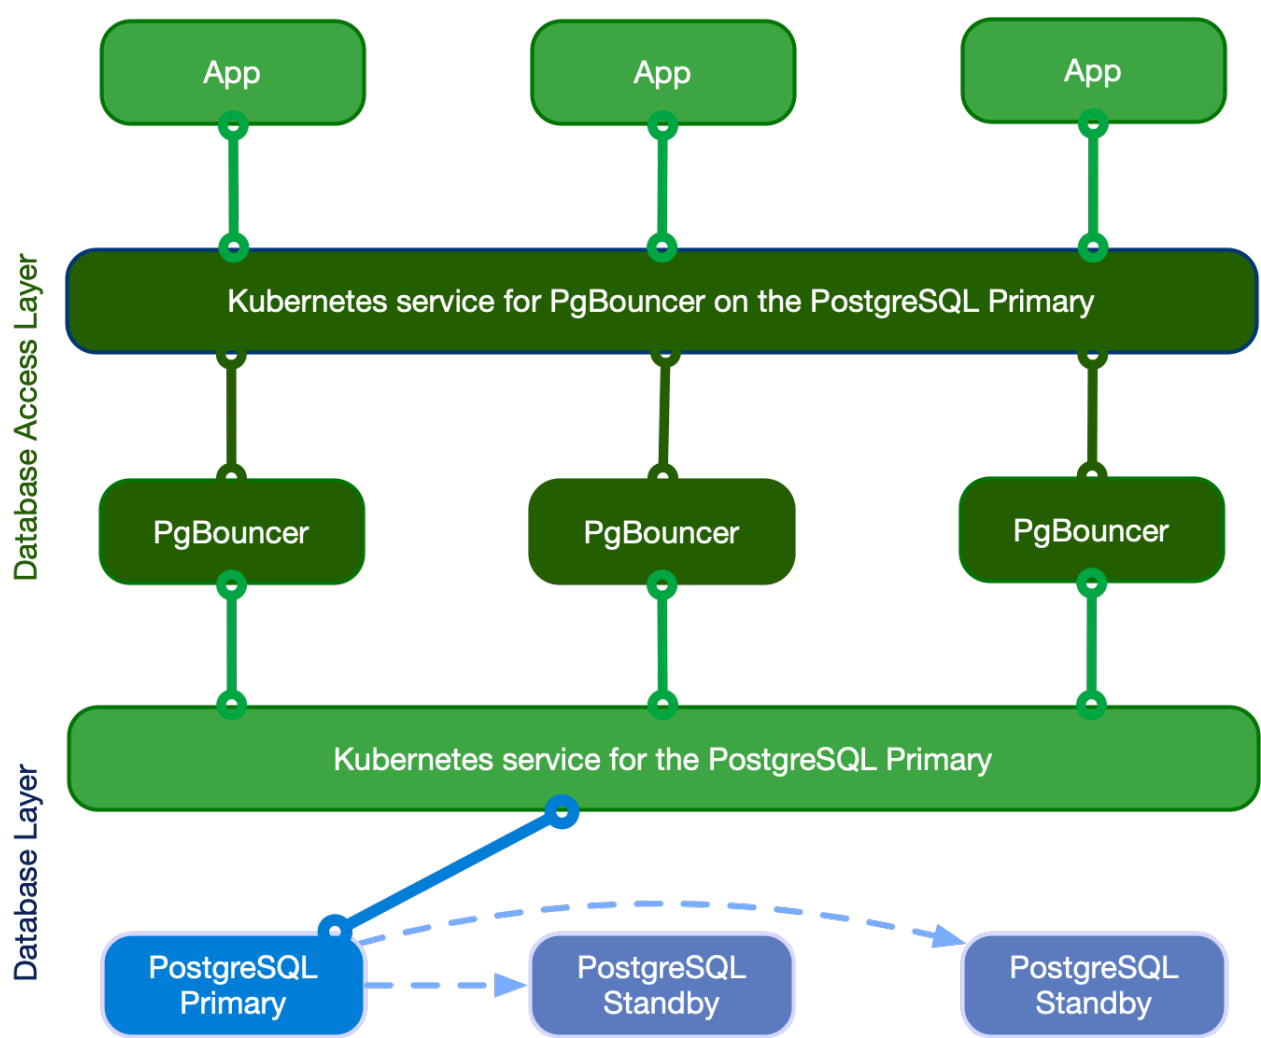 App
App
App
Database Access Layer
Kubernetes service for PgBouncer on the PostgreSQL Primary
PgBouncer
PgBouncer
PgBouncer
Database Layer
Kubernetes service for the PostgreSQL Primary
PostgreSQL
Primary
PostgreSQL
Standby
PostgreSQL
Standby